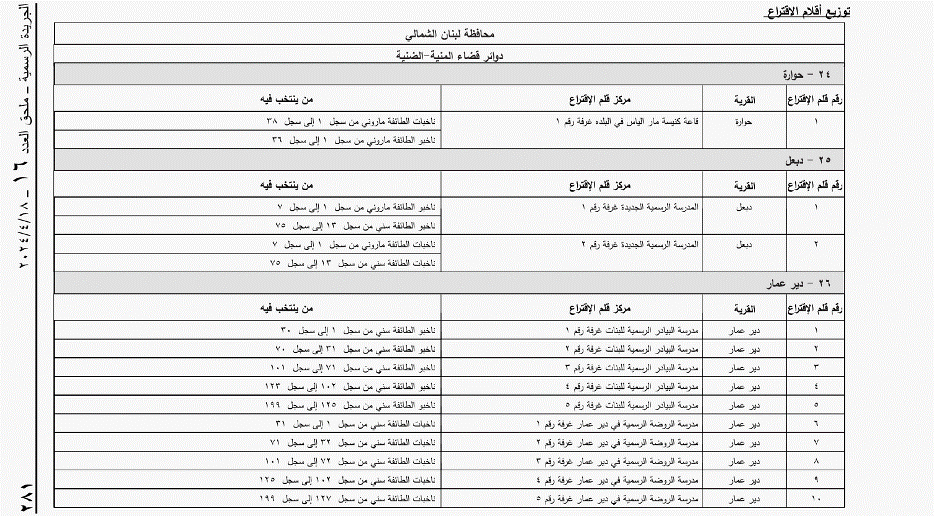 توزيع أقلام الإقتراع
محافظة لبنان الشمالي
دوائر قضاء المنية-الضنية
٢٤ - حوارة
رقم قلم الإقتراع القرية مركز قلم الإقتراع من ينتخب فيه
١ حوارة قاعة كنيسة مار الياس في البلده غرفة رقم ١ ناخبات الطائفة ماروني من سجل ١ إلى سجل ٣٨
ناخبو الطائفة ماروني من سجل ١ إلى سجل ٣٦
٢٥ - دبعل
رقم قلم الإقتراع القرية مركز قلم الإقتراع من ينتخب فيه
١ دبعل المدرسة الرسمية الجديدة غرفة رقم ١ ناخبو الطائفة ماروني من سجل ١ إلى سجل ٧
ناخبو الطائفة سني من سجل ١٣ إلى سجل ٧٥
٢ دبعل المدرسة الرسمية الجديدة غرفة رقم ٢ ناخبات الطائفة ماروني من سجل ١ إلى سجل ٧
ناخبات الطائفة سني من سجل ١٣ إلى سجل ٧٥
٢٦ - دير عمار
رقم قلم الإقتراع القرية مركز قلم الإقتراع من ينتخب فيه
١ دير عمار مدرسة البيادر الرسمية للبنات غرفة رقم ١ ناخبو الطائفة سني من سجل ١ إلى سجل ٣٠
٢ دير عمار مدرسة البيادر الرسمية للبنات غرفة رقم ٢ ناخبو الطائفة سني من سجل ٣١ إلى سجل ٧٠
٣ دير عمار مدرسة البيادر الرسمية للبنات غرفة رقم ٣ ناخبو الطائفة سني من سجل ٧١ إلى سجل ١٠١
٤ دير عمار مدرسة البيادر الرسمية للبنات غرفة رقم ٤ ناخبو الطائفة سني من سجل ١٠٢ إلى سجل ١٢٣
٥ دير عمار مدرسة البيادر الرسمية للبنات غرفة رقم ٥ ناخبو الطائفة سني من سجل ١٢٥ إلى سجل ١٩٩
٦ دير عمار مدرسة الروضة الرسمية في دير عمار غرفة رقم ١ ناخبات الطائفة سني من سجل ١ إلى سجل ٣١
٧ دير عمار مدرسة الروضة الرسمية في دير عمار غرفة رقم ٢ ناخبات الطائفة سني من سجل ٣٢ إلى سجل ٧١
٨ دير عمار مدرسة الروضة الرسمية في دير عمار غرفة رقم ٣ ناخبات الطائفة سني من سجل ٧٢ إلى سجل ١٠١
٩ دير عمار مدرسة الروضة الرسمية في دير عمار غرفة رقم ٤ ناخبات الطائفة سني من سجل ١٠٢ إلى سجل ١٢٥
١٠ دير عمار مدرسة الروضة الرسمية في دير عمار غرفة رقم ٥ ناخبات الطائفة سني من سجل ١٢٧ إلى سجل ١٩٩
الجريدة الرسمية - ملحق العدد ١٦ - ٢٠٢٤/٤/١٨
٢٨١